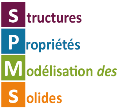 Structures
Propriétés
Modélisation des
Solides